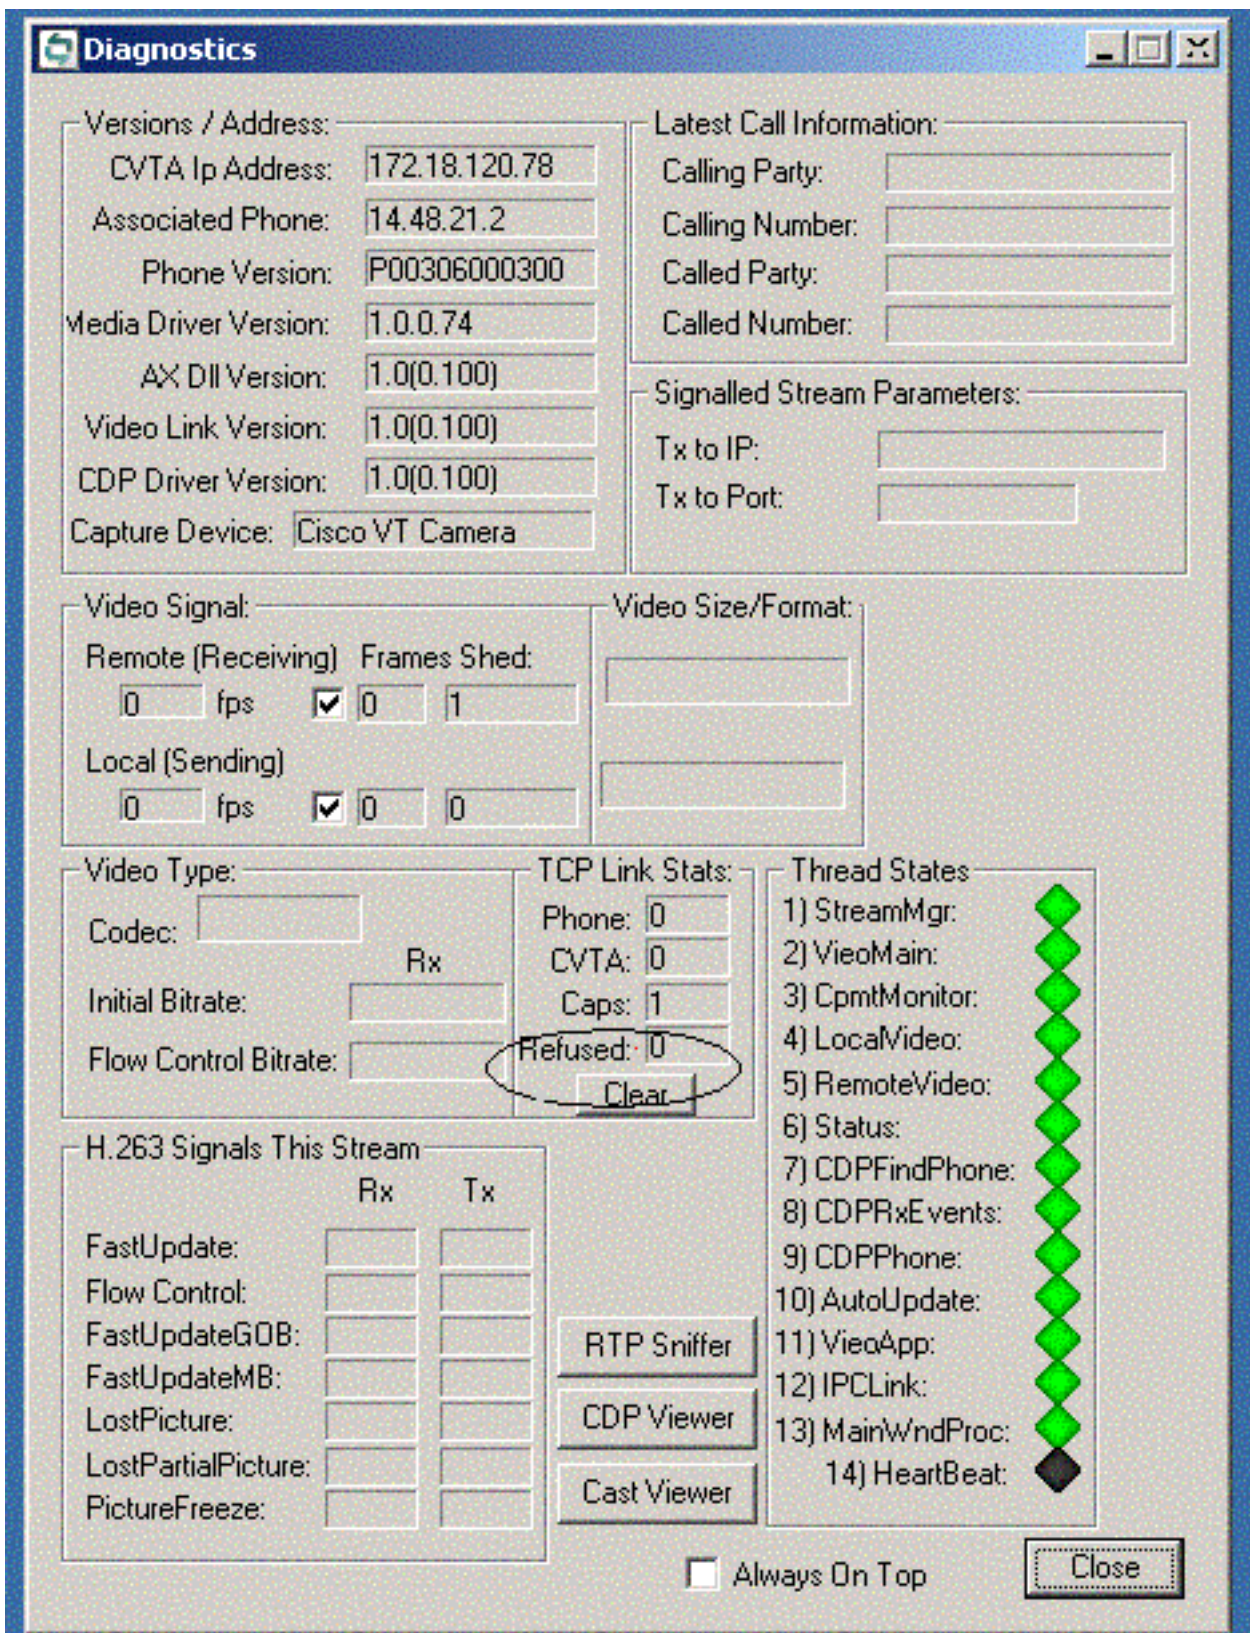 Diagnostics
Versions / Address:
CVTA Ip Address: 172.18.120.78
Associated Phone: 14.48.21.2
Phone Version: P00306000300
Media Driver Version: 1.0.0.74
AX Dll Version: 1.0(0.100)
Video Link Version: 1.0(0.100)
CDP Driver Version: 1.0(0.100)
Capture Device: Cisco VT Camera
Latest Call Information:
Calling Party:
Calling Number:
Called Party:
Called Number:
Signalled Stream Parameters:
Tx to IP:
Tx to Port:
Video Signal:
Remote (Receiving) Frames Shed:
0 fps 0 1
Local (Sending)
0 fps 0 0
Video Size/Format:
Video Type:
Codec:
Rx
Initial Bitrate:
Flow Control Bitrate:
TCP Link Stats:
Phone: 0
CVTA: 0
Caps: 1
Refused: 0
Clear
Thread States
1) StreamMgr:
2) VieoMain:
3) CpmtMonitor:
4) LocalVideo:
5) RemoteVideo:
6) Status:
7) CDPFindPhone:
8) CDPRxEvents:
9) CDPPhone:
10) AutoUpdate:
11) VieoApp:
12) IPCLink:
13) MainWndProc:
14) HeartBeat:
H.263 Signals This Stream
Rx Tx
FastUpdate:
Flow Control:
FastUpdateGOB:
FastUpdateMB:
LostPicture:
LostPartialPicture:
PictureFreeze:
RTP Sniffer
CDP Viewer
Cast Viewer
Always On Top
Close